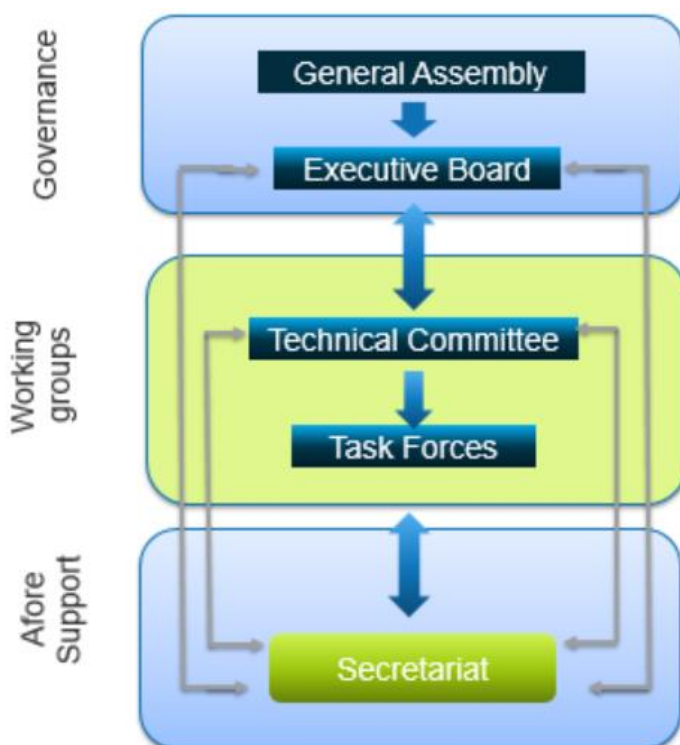 Governance
General Assembly
Executive Board
Working
groups
Technical Committee
Task Forces
Afore
Support
Secretariat